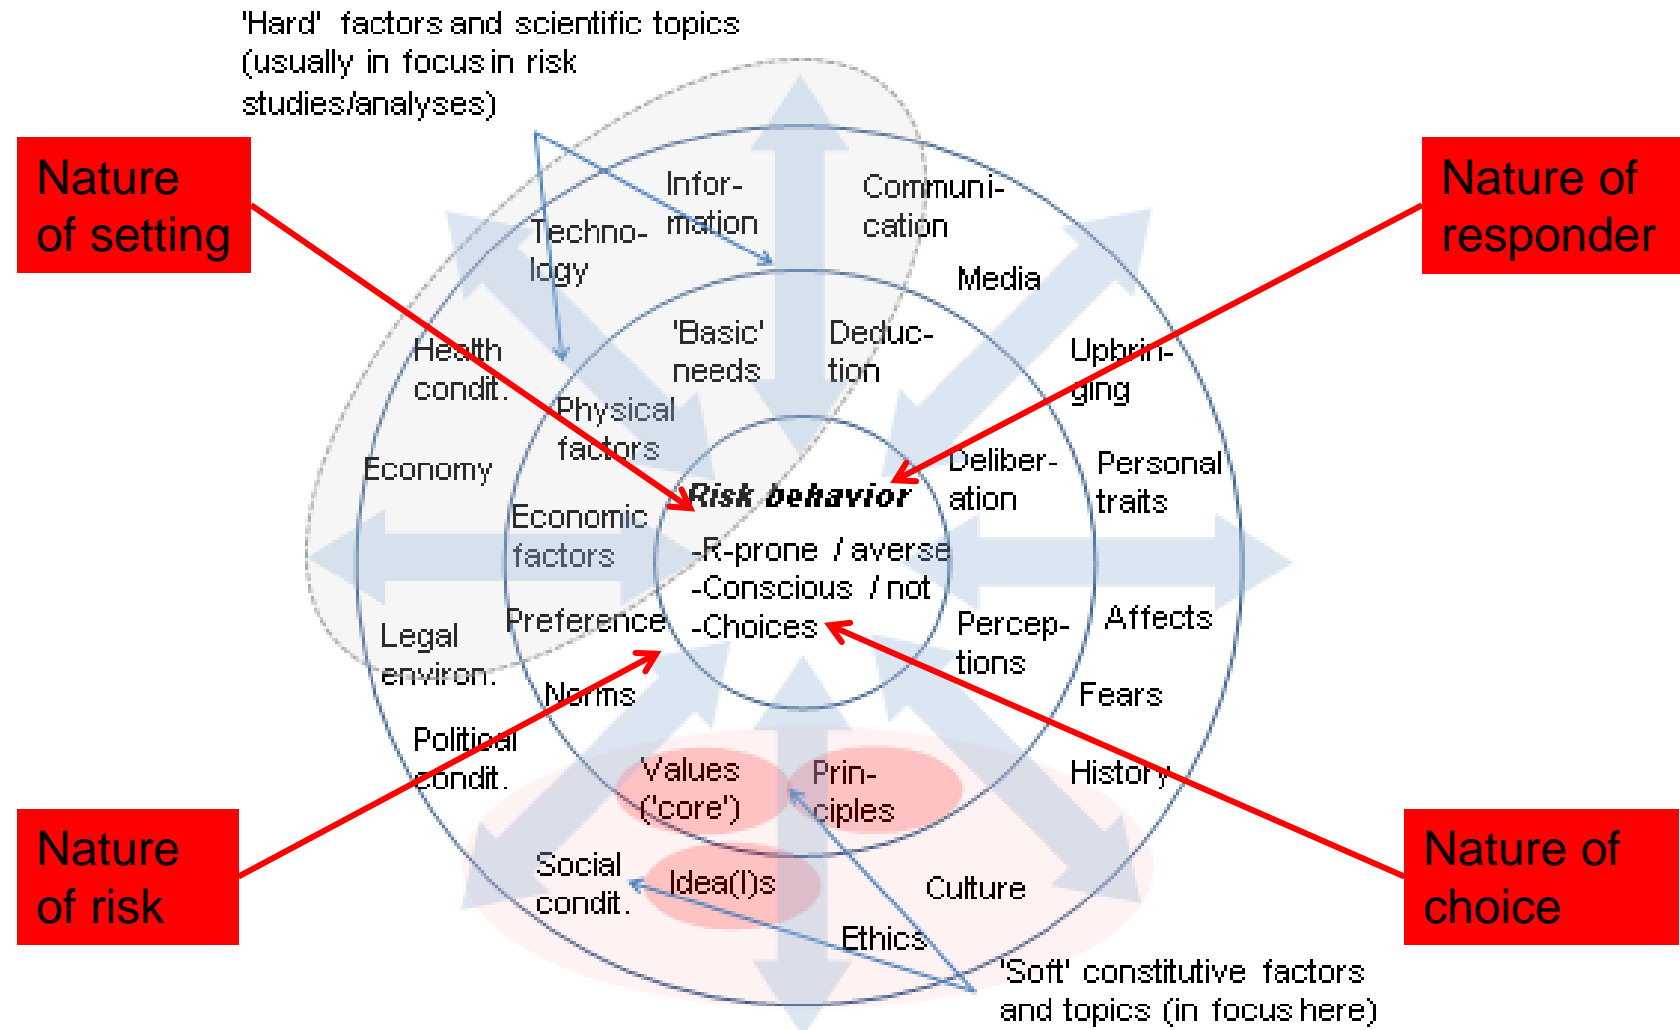 'Hard' factors and scientific topics
(usually in focus in risk
studies/analyses)
Nature
of setting
Nature of
responder
Infor-
mation
Communi-
cation
Techno-
logy
Media
'Basic'
needs
Deduc-
tion
Health
condit.
Upbrin-
ging
Physical
factors
Economy
Deliber-
ation
Personal
traits
Risk behavior
-R-prone / averse
-Conscious / not
-Choices
Economic
factors
Preference
Legal
environ.
Percep-
tions
Affects
Norms
Fears
Political
condit.
Values
('core')
Prin-
ciples
History
Nature
of risk
Nature of
choice
Social
condit.
Idea(l)s
Culture
Ethics
'Soft' constitutive factors
and topics (in focus here)